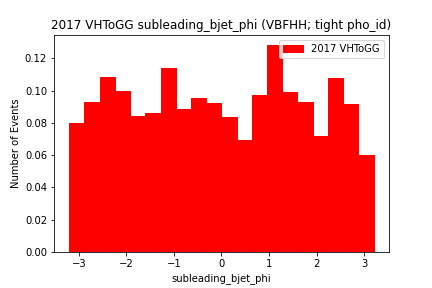 2017 VHToGG subleading_bjet_phi (VBFHH; tight pho_id)
2017 VHToGG
Number of Events
0.12
0.10
0.08
0.06
0.04
0.02
0.00
−3 −2 −1 0 1 2 3
subleading_bjet_phi